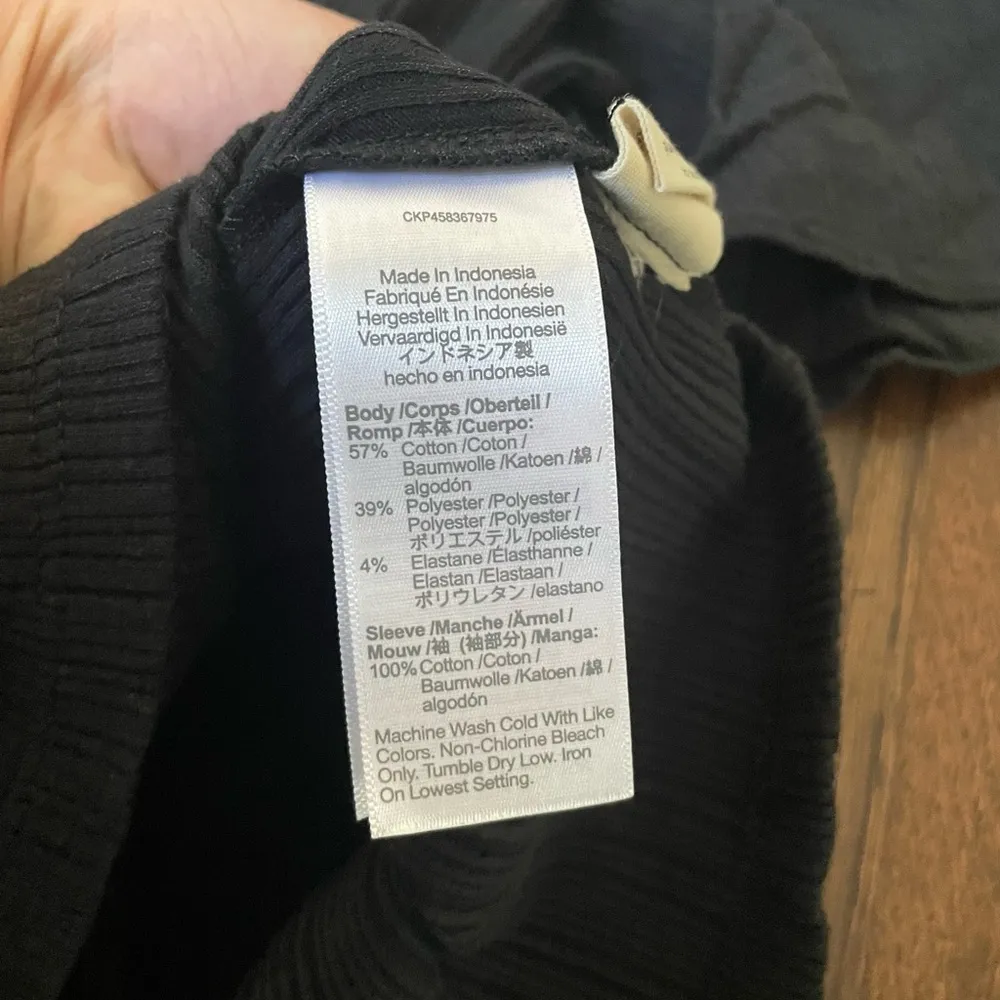 CKP458367975
Made In Indonesia
Fabriqué En Indonésie
Hergestellt In Indonesien
Vervaardigd In Indonesië
インドネシア製
hecho en indonesia
Body /Corps /Oberteil /
Romp /本体 /Cuerpo:
57% Cotton /Coton /
Baumwolle /Katoen /綿 /
algodón
39% Polyester /Polyester /
Polyester /Polyester /
ポリエステル /poliéster
4% Elastane /Élasthanne /
Elastan /Elastaan /
ポリウレタン /elastano
Sleeve /Manche /Ärmel /
Mouw /袖 (袖部分) /Manga:
100% Cotton /Coton /
Baumwolle /Katoen /綿 /
algodón
Machine Wash Cold With Like
Colors. Non-Chlorine Bleach
Only. Tumble Dry Low. Iron
On Lowest Setting.